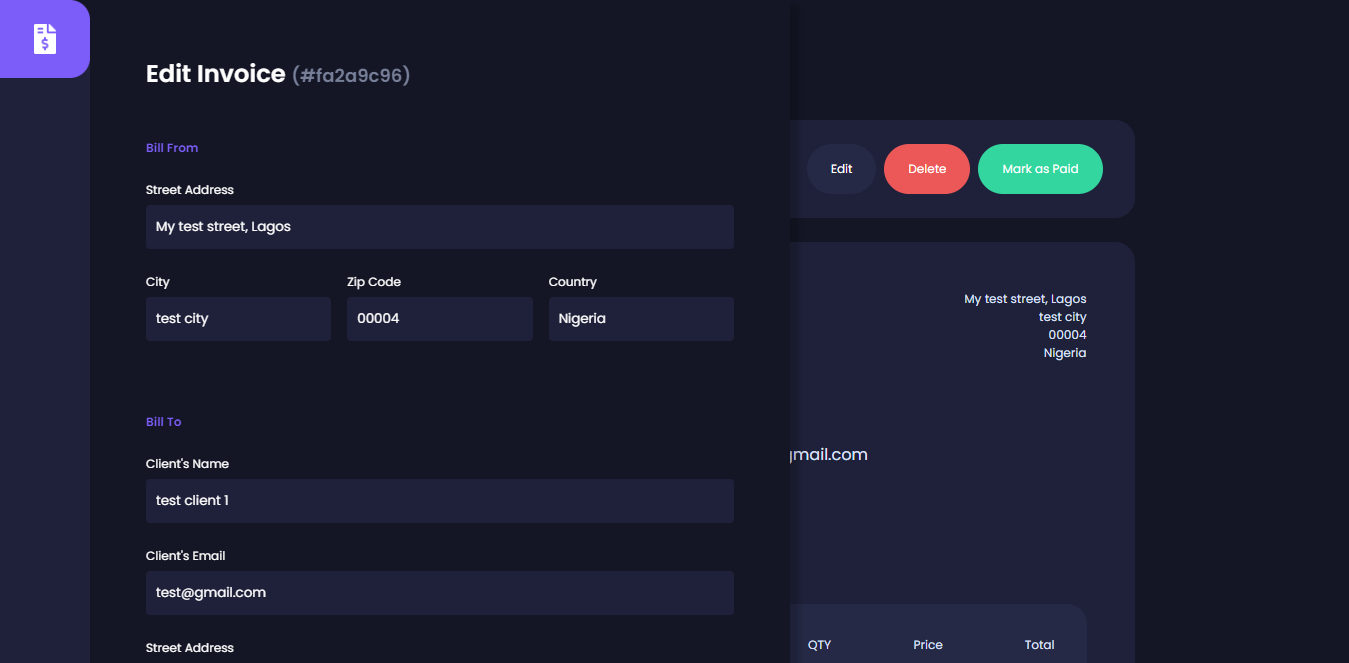 Edit Invoice (#fa2a9c96)
Bill From
Street Address
My test street, Lagos
City Zip Code Country
test city 00004 Nigeria
Bill To
Client's Name
test client 1
Client's Email
test@gmail.com
Street Address
Edit Delete Mark as Paid
My test street, Lagos
test city
00004
Nigeria
gmail.com
QTY Price Total